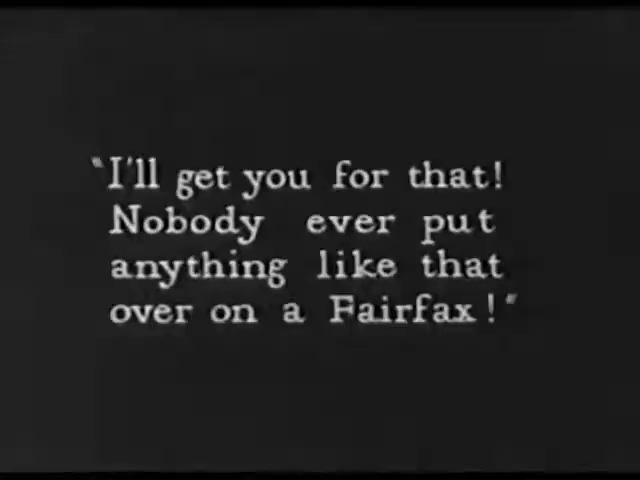 "I'll get you for that!
Nobody ever put
anything like that
over on a Fairfax!"